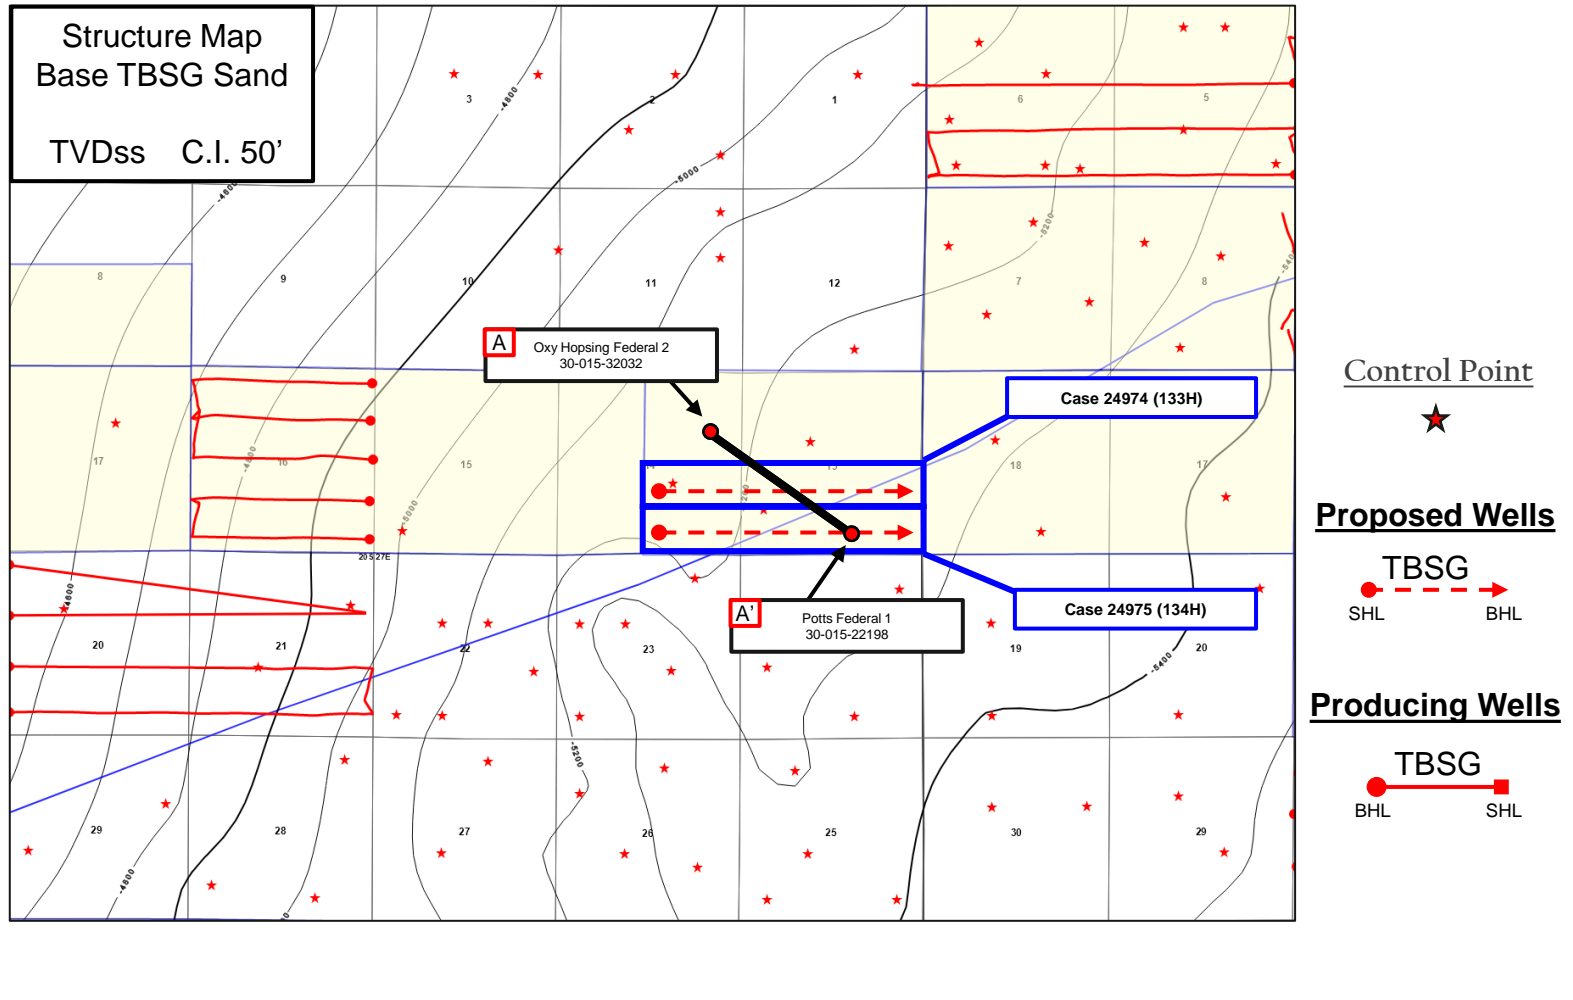 Structure Map
Base TBSG Sand
TVDss C.I. 50’
3
2
1
6
5
-4800
-5000
-4800
-5200
8
9
10
11
12
7
8
A
Oxy Hopsing Federal 2
30-015-32032
Case 24974 (133H)
17
16
15
14
13
18
17
-5000
20 S 27E
-4800
A’
Potts Federal 1
30-015-22198
Case 24975 (134H)
20
21
22
23
19
20
-5400
-5200
29
28
27
26
25
30
29
-4800
Control Point
Proposed Wells
TBSG
SHL
BHL
Producing Wells
TBSG
BHL
SHL